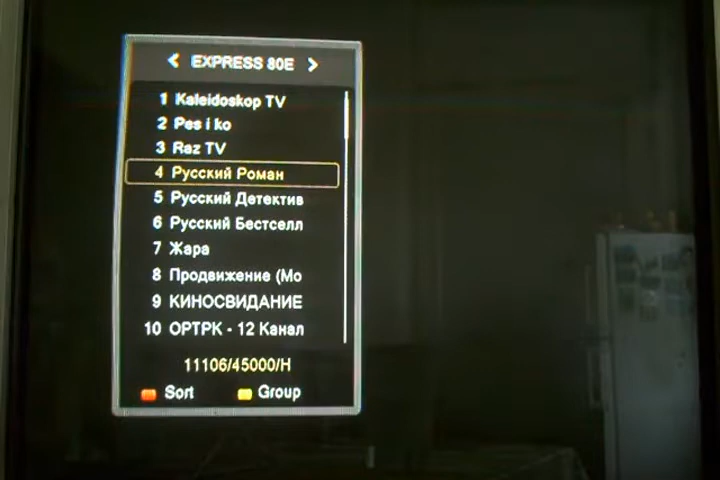 < EXPRESS 80E >
1 Kaleidoskop TV
2 Pes i ko
3 Raz TV
4 Русский Роман
5 Русский Детектив
6 Русский Бестселл
7 Жара
8 Продвижение (Мо
9 КИНОСВИДАНИЕ
10 ОРТРК - 12 Канал
11106/45000/H
Sort Group